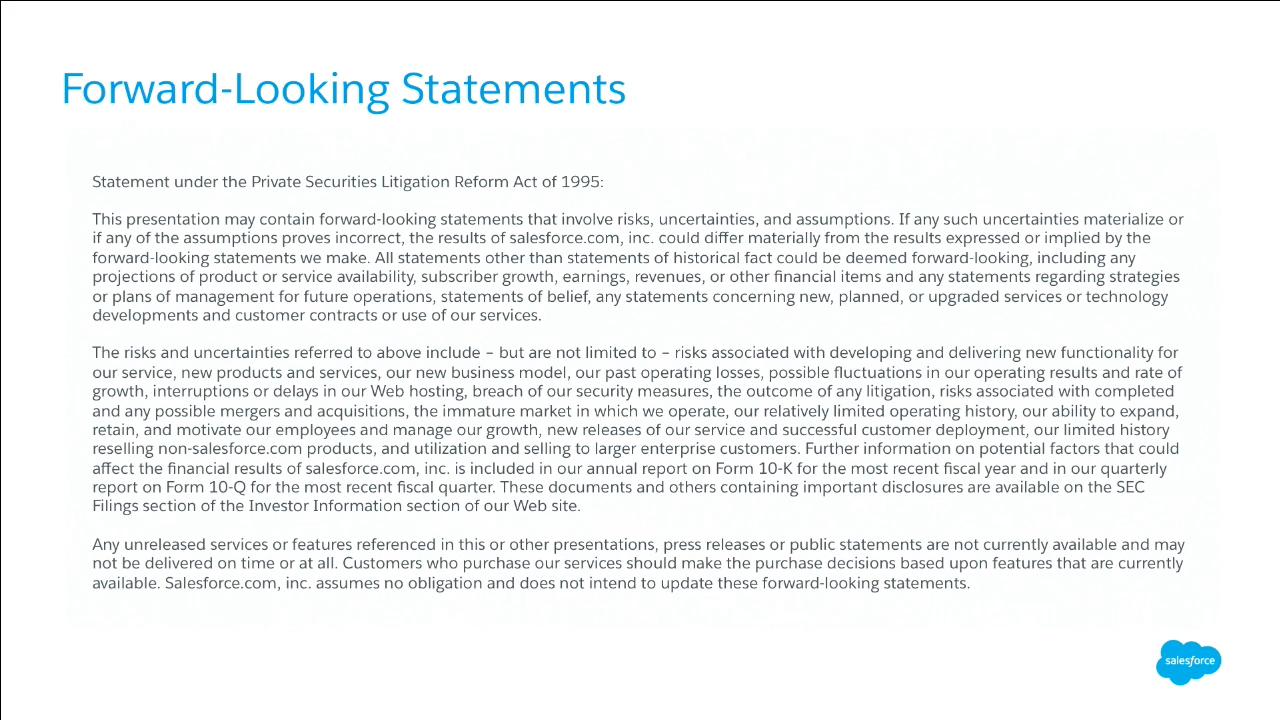 Forward-Looking Statements
Statement under the Private Securities Litigation Reform Act of 1995:
This presentation may contain forward-looking statements that involve risks, uncertainties, and assumptions. If any such uncertainties materialize or
if any of the assumptions proves incorrect, the results of salesforce.com, inc. could differ materially from the results expressed or implied by the
forward-looking statements we make. All statements other than statements of historical fact could be deemed forward-looking, including any
projections of product or service availability, subscriber growth, earnings, revenues, or other financial items and any statements regarding strategies
or plans of management for future operations, statements of belief, any statements concerning new, planned, or upgraded services or technology
developments and customer contracts or use of our services.
The risks and uncertainties referred to above include – but are not limited to – risks associated with developing and delivering new functionality for
our service, new products and services, our new business model, our past operating losses, possible fluctuations in our operating results and rate of
growth, interruptions or delays in our Web hosting, breach of our security measures, the outcome of any litigation, risks associated with completed
and any possible mergers and acquisitions, the immature market in which we operate, our relatively limited operating history, our ability to expand,
retain, and motivate our employees and manage our growth, new releases of our service and successful customer deployment, our limited history
reselling non-salesforce.com products, and utilization and selling to larger enterprise customers. Further information on potential factors that could
affect the financial results of salesforce.com, inc. is included in our annual report on Form 10-K for the most recent fiscal year and in our quarterly
report on Form 10-Q for the most recent fiscal quarter. These documents and others containing important disclosures are available on the SEC
Filings section of the Investor Information section of our Web site.
Any unreleased services or features referenced in this or other presentations, press releases or public statements are not currently available and may
not be delivered on time or at all. Customers who purchase our services should make the purchase decisions based upon features that are currently
available. Salesforce.com, inc. assumes no obligation and does not intend to update these forward-looking statements.
salesforce